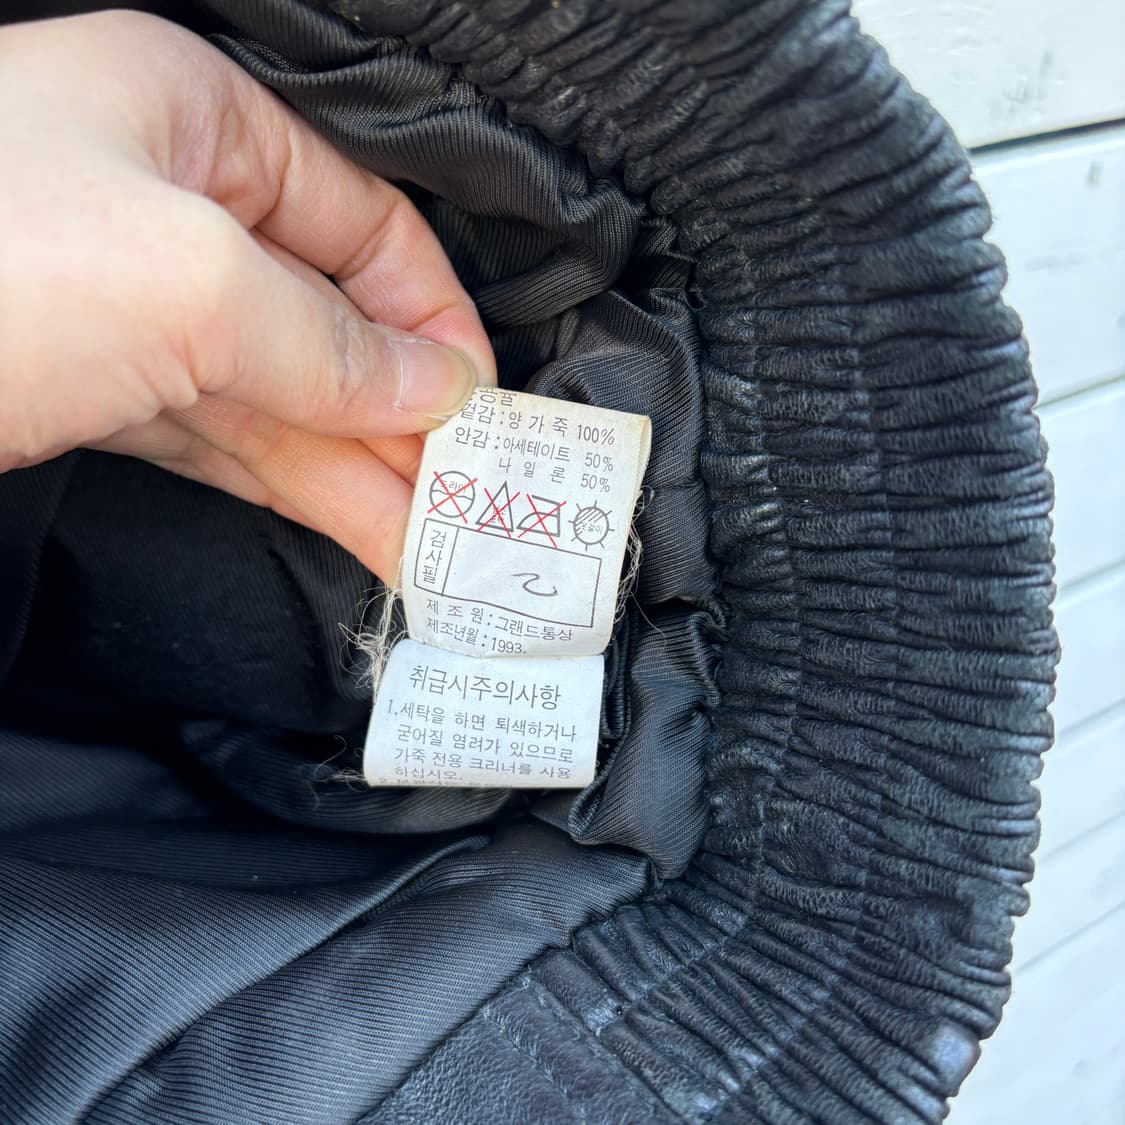 겉감 : 양 가 죽 100%
안감 : 아세테이트 50%
나 일 론 50%
드라이
검사필
제 조 원 : 그랜드통상
제조년월 : 1993.
취급시주의사항
1.세탁을 하면 퇴색하거나
굳어질 염려가 있으므로
가죽 전용 크리너를 사용
하십시오.